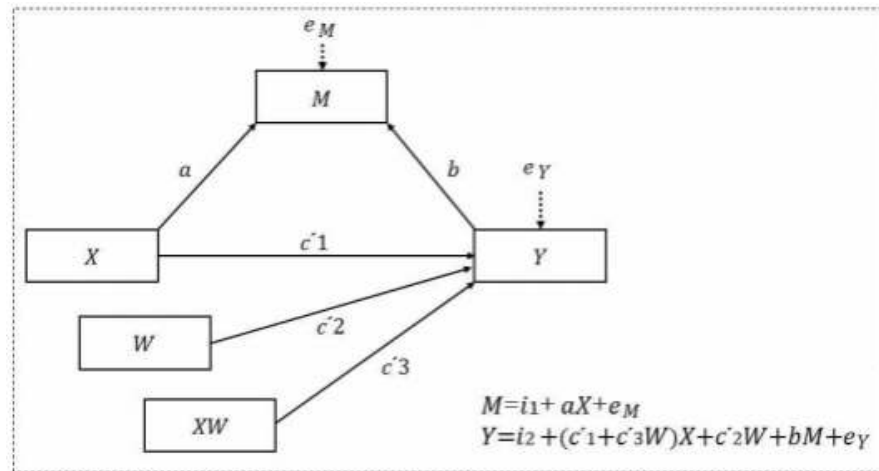 e_M
M
a
b
e_Y
X
c´1
Y
W
c´2
c´3
XW
M=i1+ aX+e_M
Y=i2 +(c´1+c´3W)X+c´2W+bM+e_Y